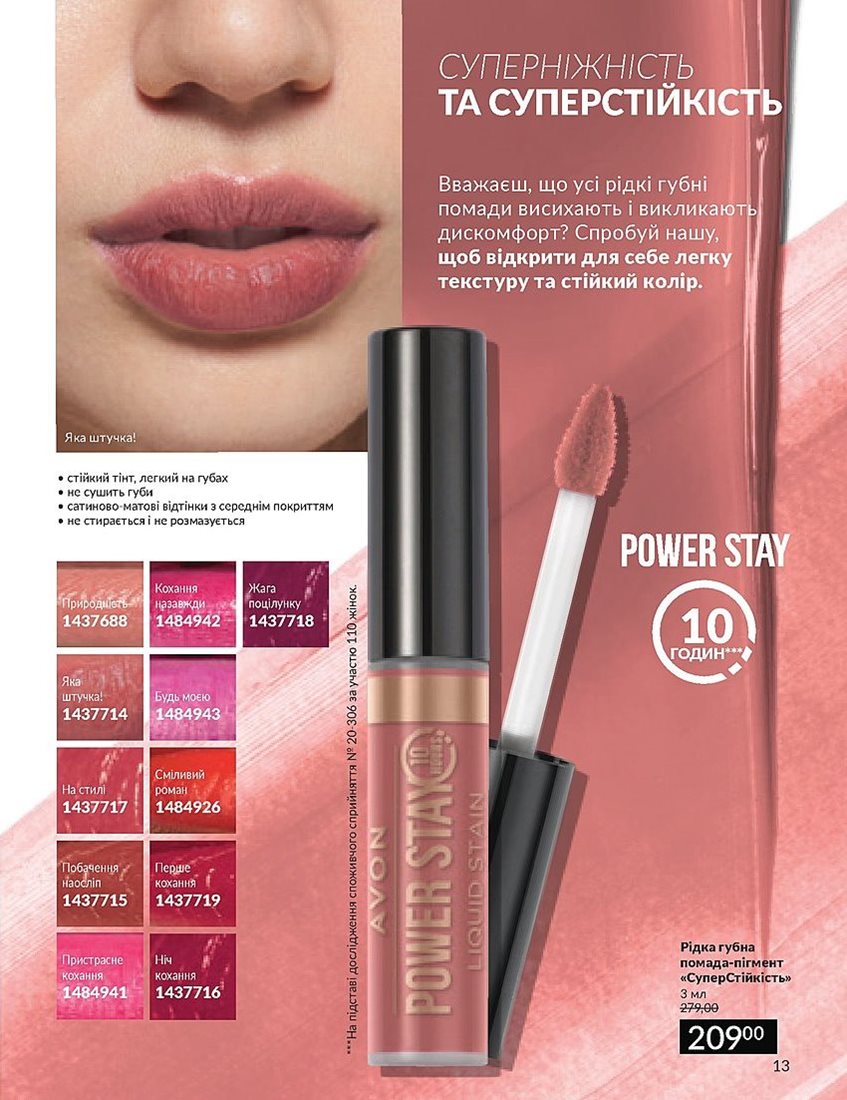 СУПЕРНІЖНІСТЬ
ТА СУПЕРСТІЙКІСТЬ
Вважаєш, що усі рідкі губні
помади висихають і викликають
дискомфорт? Спробуй нашу,
щоб відкрити для себе легку
текстуру та стійкий колір.
Яка штучка!
• стійкий тінт, легкий на губах
• не сушить губи
• сатиново-матові відтінки з середнім покриттям
• не стирається і не розмазується
POWER STAY
10
ГОДИН***
Природність
1437688
Кохання
назавжди
1484942
Жага
поцілунку
1437718
Яка
штучка!
1437714
Будь моєю
1484943
На стилі
1437717
Сміливий
роман
1484926
Побачення
наосліп
1437715
Перше
кохання
1437719
Пристрасне
кохання
1484941
Ніч
кохання
1437716
***На підставі дослідження споживчого сприйняття № 20-306 за участю 110 жінок.
AVON
POWER STAY
10
HOURS
LIQUID STAIN
Рідка губна
помада-пігмент
«СуперСтійкість»
3 мл
279,00
20900
13